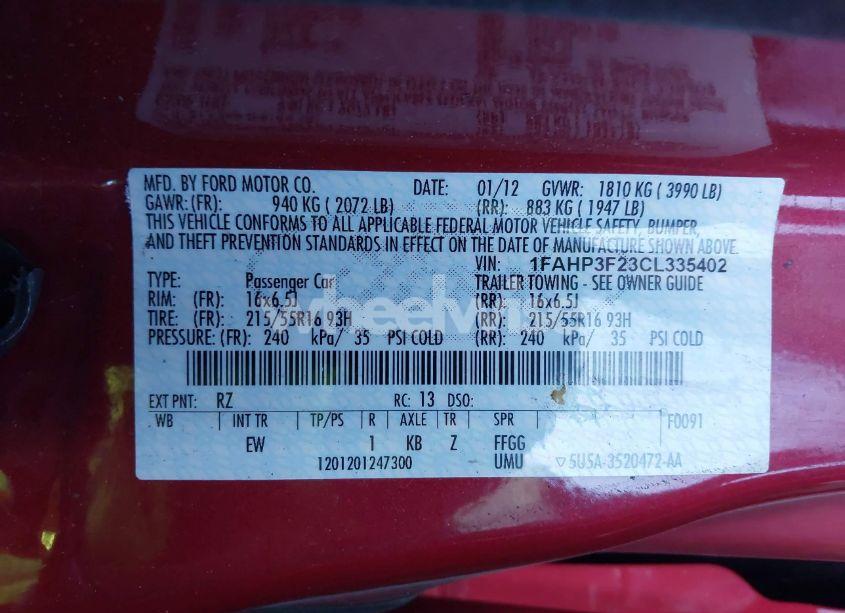 MFD. BY FORD MOTOR CO. DATE: 01/12 GVWR: 1810 KG ( 3990 LB)
GAWR: (FR): 940 KG ( 2072 LB) (RR): 883 KG ( 1947 LB)
THIS VEHICLE CONFORMS TO ALL APPLICABLE FEDERAL MOTOR VEHICLE SAFETY, BUMPER,
AND THEFT PREVENTION STANDARDS IN EFFECT ON THE DATE OF MANUFACTURE SHOWN ABOVE.
VIN: 1FAHP3F23CL335402
TYPE: Passenger Car TRAILER TOWING - SEE OWNER GUIDE
RIM: (FR): 16x6.5J (RR): 16x6.5J
TIRE: (FR): 215/55R16 93H (RR): 215/55R16 93H
PRESSURE: (FR): 240 kPa/ 35 PSI COLD (RR): 240 kPa/ 35 PSI COLD
EXT PNT: RZ RC: 13 DSO:
WB INT TR TP/PS R AXLE TR SPR F0091
EW 1 KB Z FFGG
1201201247300 UMU ▽5U5A-3520472-AA